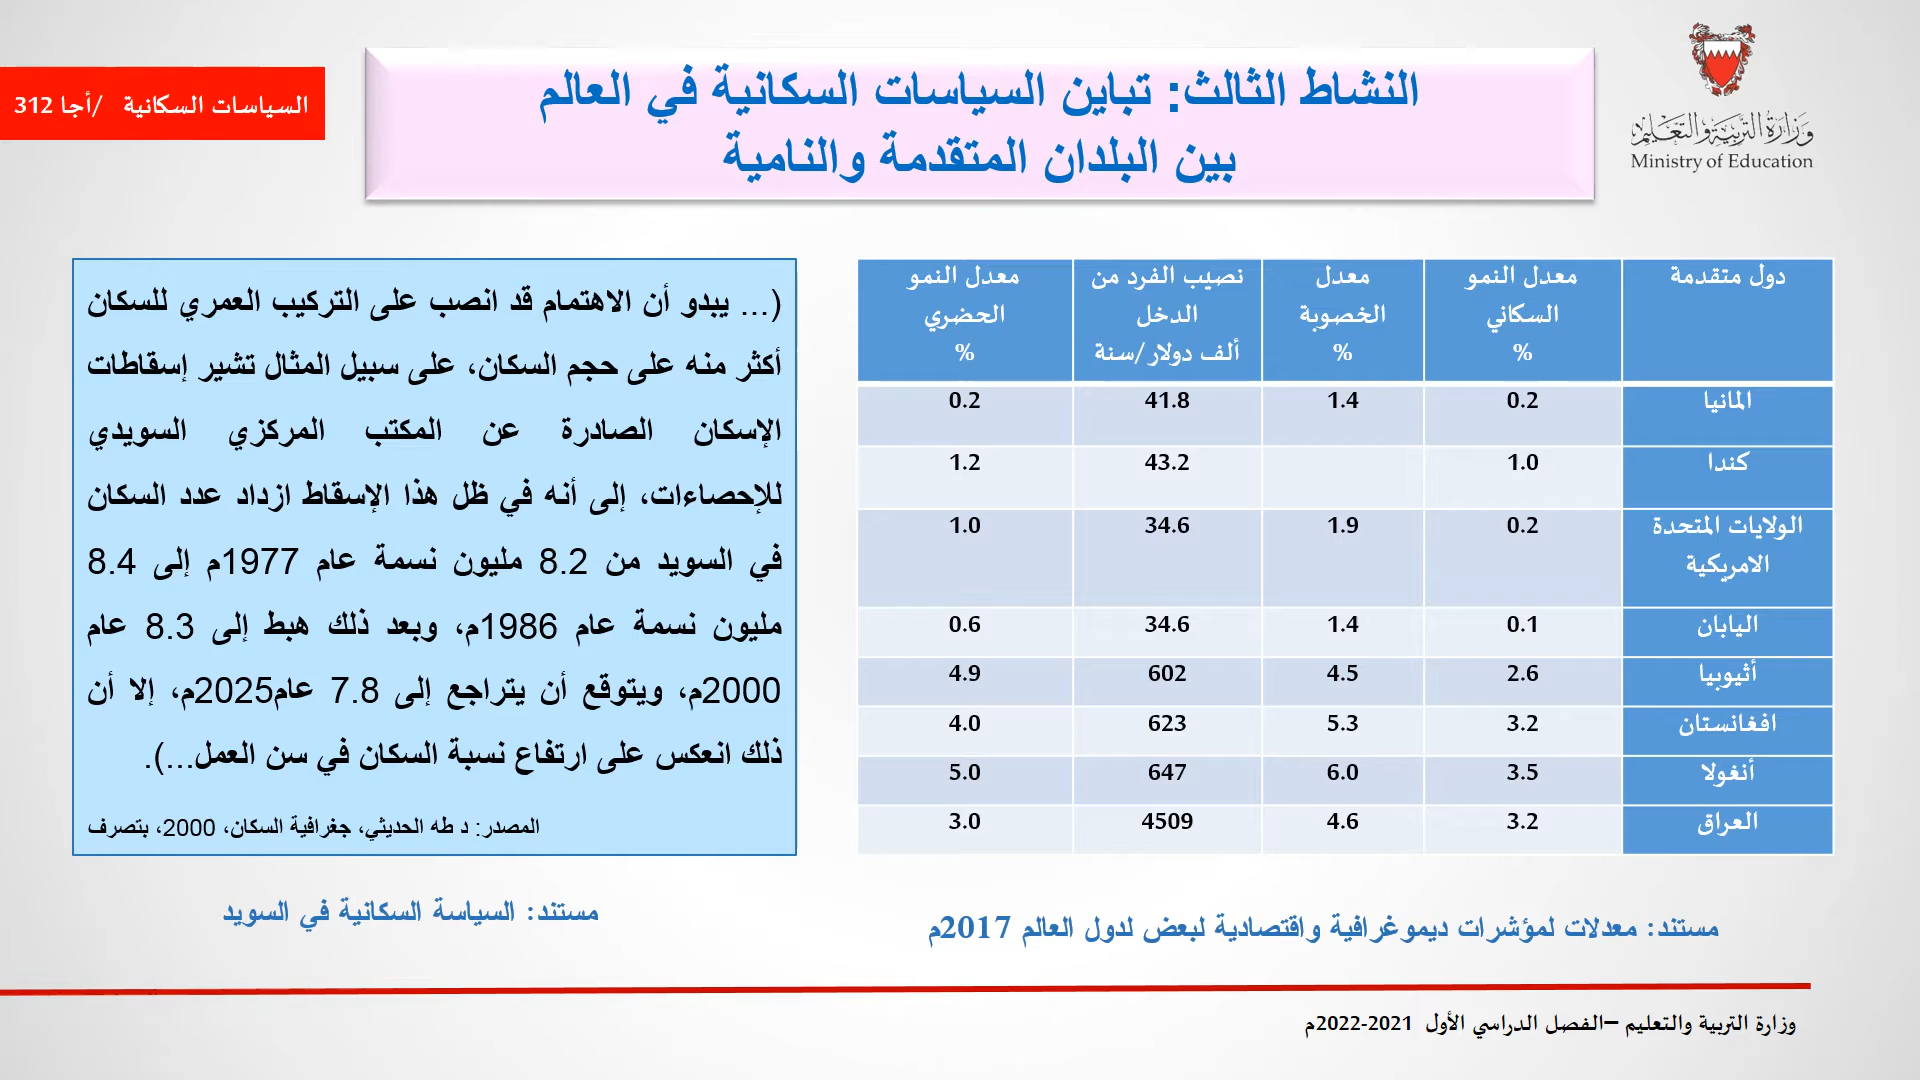 وزارة التربية والتعليم
Ministry of Education
السياسات السكانية /أجا 312
النشاط الثالث: تباين السياسات السكانية في العالم
بين البلدان المتقدمة والنامية
دول متقدمة | معدل النمو السكاني % | معدل الخصوبة % | نصيب الفرد من الدخل ألف دولار/سنة | معدل النمو الحضري %
المانيا | 0.2 | 1.4 | 41.8 | 0.2
كندا | 1.0 | | 43.2 | 1.2
الولايات المتحدة الامريكية | 0.2 | 1.9 | 34.6 | 1.0
اليابان | 0.1 | 1.4 | 34.6 | 0.6
أثيوبيا | 2.6 | 4.5 | 602 | 4.9
افغانستان | 3.2 | 5.3 | 623 | 4.0
أنغولا | 3.5 | 6.0 | 647 | 5.0
العراق | 3.2 | 4.6 | 4509 | 3.0
مستند: معدلات لمؤشرات ديموغرافية واقتصادية لبعض لدول العالم 2017م
(... يبدو أن الاهتمام قد انصب على التركيب العمري للسكان
أكثر منه على حجم السكان، على سبيل المثال تشير إسقاطات
الإسكان الصادرة عن المكتب المركزي السويدي
للإحصاءات، إلى أنه في ظل هذا الإسقاط ازداد عدد السكان
في السويد من 8.2 مليون نسمة عام 1977م إلى 8.4
مليون نسمة عام 1986م، وبعد ذلك هبط إلى 8.3 عام
2000م، ويتوقع أن يتراجع إلى 7.8 عام2025م، إلا أن
ذلك انعكس على ارتفاع نسبة السكان في سن العمل...).
المصدر: د طه الحديثي، جغرافية السكان، 2000، بتصرف
مستند: السياسة السكانية في السويد
وزارة التربية والتعليم –الفصل الدراسي الأول 2021-2022م